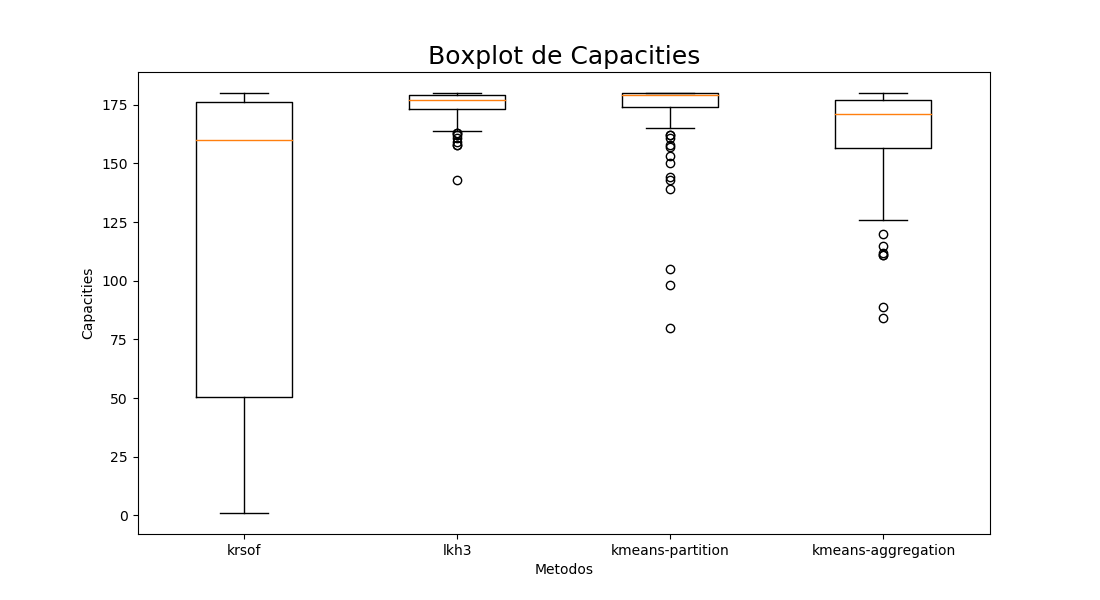 Boxplot de Capacities
175
150
125
100
75
50
25
0
Capacities
krsof
lkh3
kmeans-partition
kmeans-aggregation
Metodos